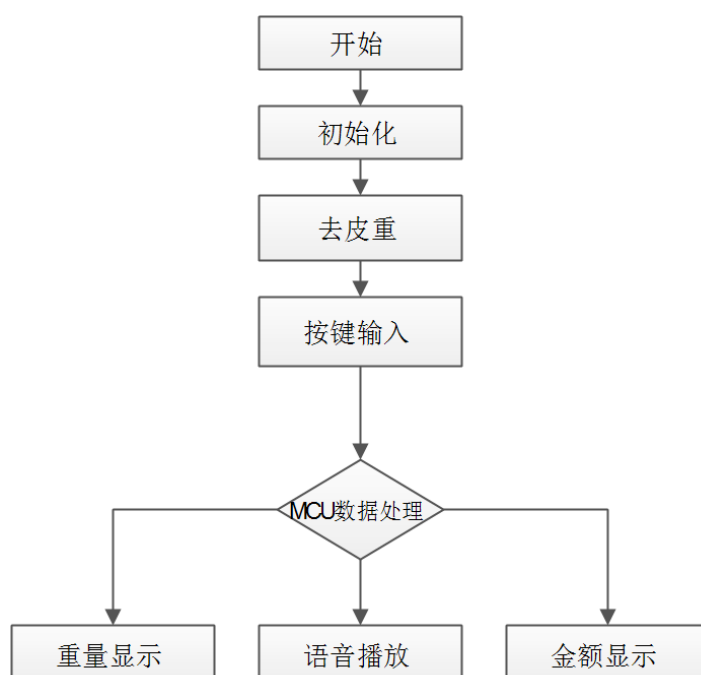 开始
初始化
去皮重
按键输入
MCU数据处理
重量显示
语音播放
金额显示